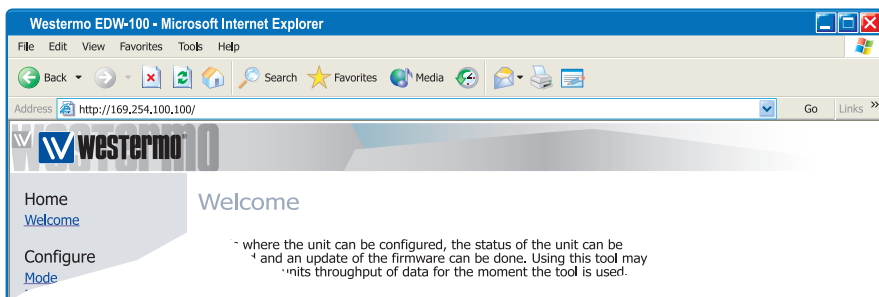 Westermo EDW-100 - Microsoft Internet Explorer
File Edit View Favorites Tools Help
Back Search Favorites Media
Address http://169.254.100.100/ Go Links »
westermo®
Home
Welcome
Configure
Mode
Welcome
where the unit can be configured, the status of the unit can be
and an update of the firmware can be done. Using this tool may
units throughput of data for the moment the tool is used.